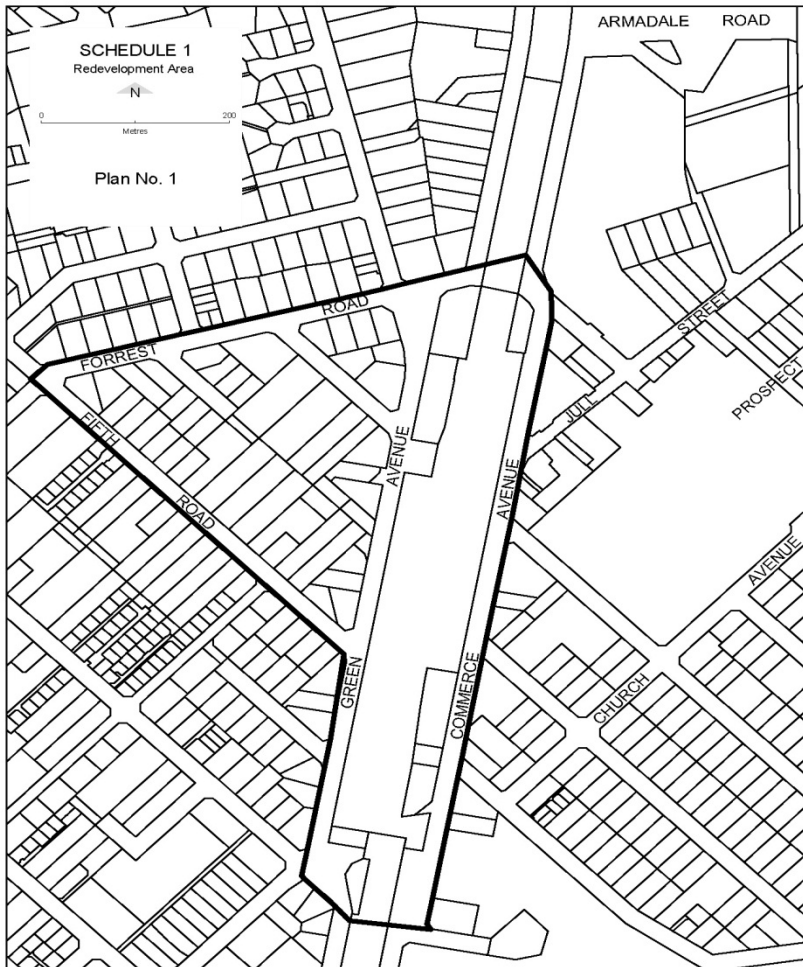 SCHEDULE 1
Redevelopment Area
N
0 200
Metres
Plan No. 1
ARMADALE ROAD
FORREST ROAD
FIFTH ROAD
GREEN AVENUE
COMMERCE AVENUE
JULL STREET
PROSPECT
CHURCH AVENUE